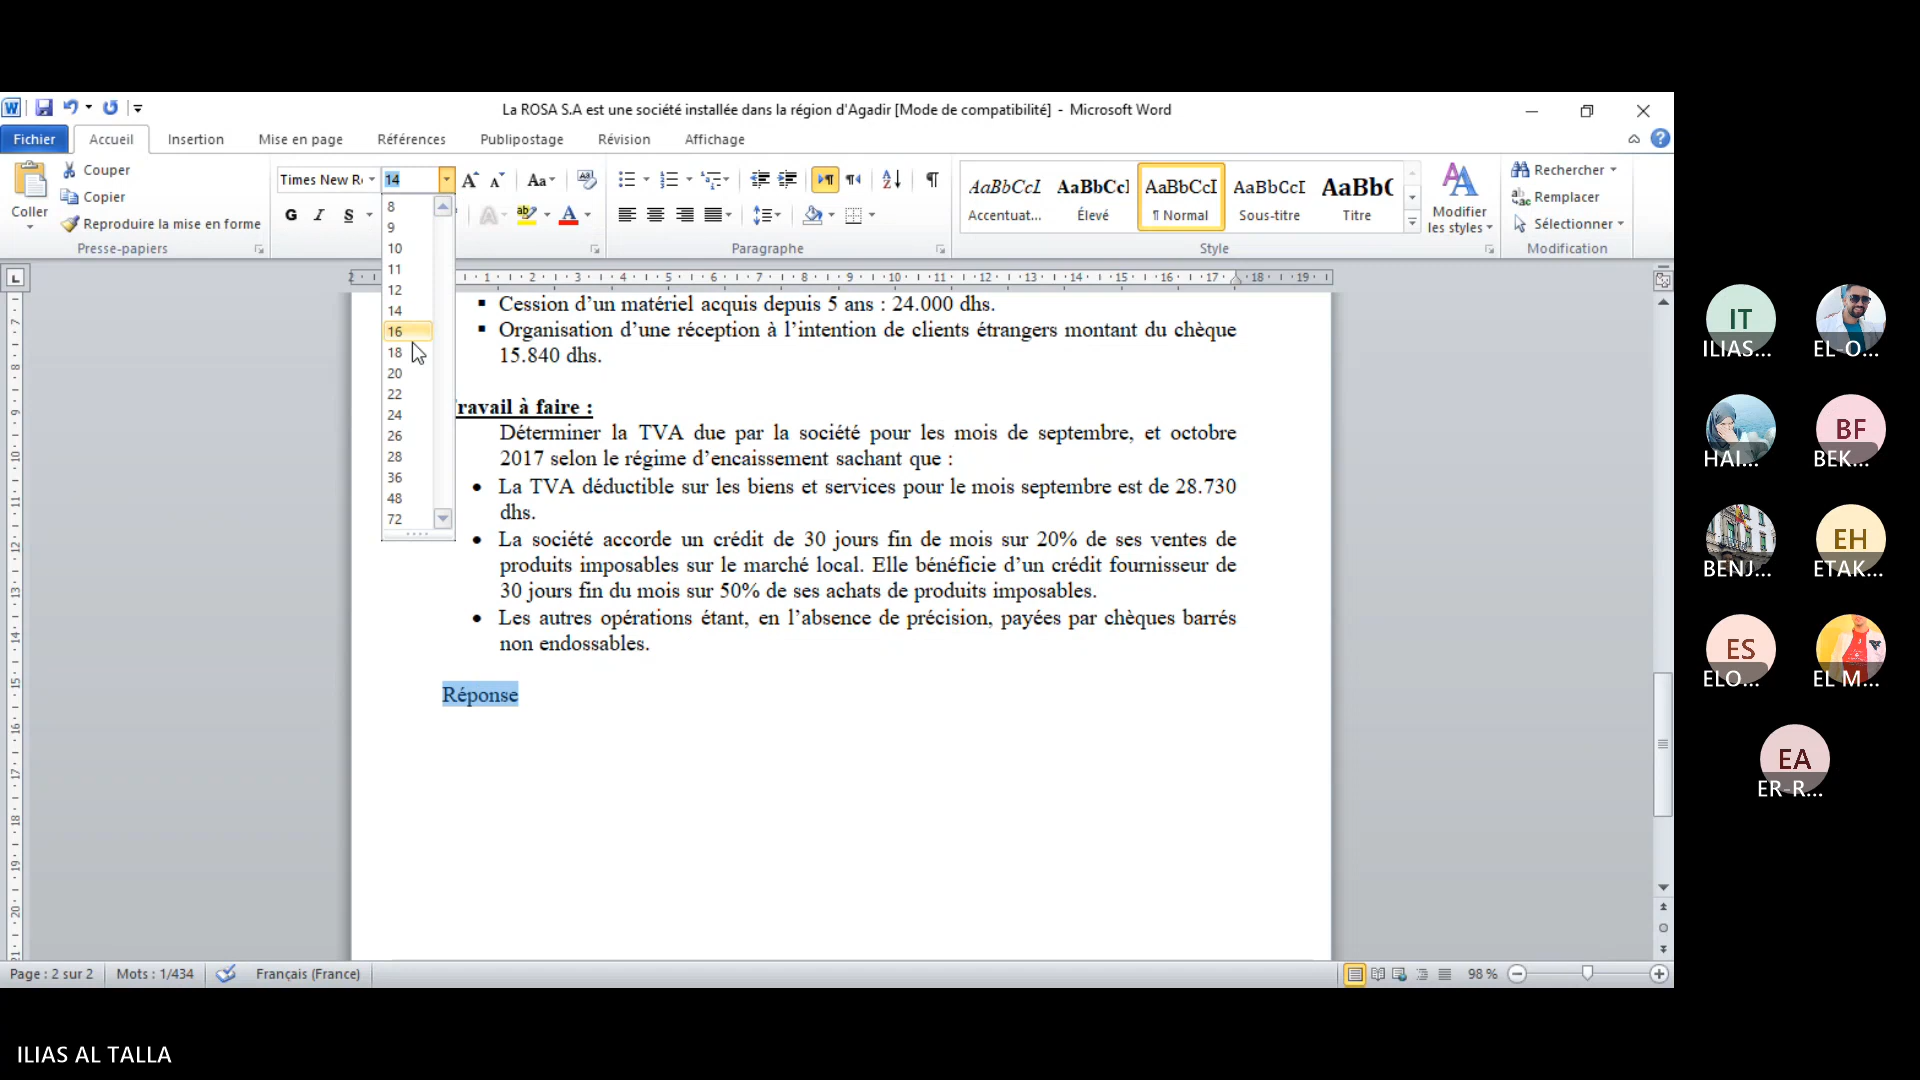 La ROSA S.A est une société installée dans la région d'Agadir [Mode de compatibilité] - Microsoft Word
Fichier Accueil Insertion Mise en page Références Publipostage Révision Affichage
Coller
Couper
Copier
Reproduire la mise en forme
Presse-papiers
Times New R 14
G I S
8
9
10
11
12
14
16
18
20
22
24
26
28
36
48
72
Paragraphe
AaBbCcI AaBbCcI AaBbCcI AaBbCcI AaBb(
Accentuat... Élevé ¶ Normal Sous-titre Titre
Modifier
les styles
Style
Rechercher
Remplacer
Sélectionner
Modification
Cession d'un matériel acquis depuis 5 ans : 24.000 dhs.
Organisation d'une réception à l'intention de clients étrangers montant du chèque
15.840 dhs.
ravail à faire :
Déterminer la TVA due par la société pour les mois de septembre, et octobre
2017 selon le régime d'encaissement sachant que :
La TVA déductible sur les biens et services pour le mois septembre est de 28.730
dhs.
La société accorde un crédit de 30 jours fin de mois sur 20% de ses ventes de
produits imposables sur le marché local. Elle bénéficie d'un crédit fournisseur de
30 jours fin du mois sur 50% de ses achats de produits imposables.
Les autres opérations étant, en l'absence de précision, payées par chèques barrés
non endossables.
Réponse
Page : 2 sur 2 Mots : 1/434 Français (France) 98 %
IT
ILIAS...
EL-O...
HAI...
BF
BEK...
BENJ...
EH
ETAK...
ES
ELO...
EL M...
EA
ER-R...
ILIAS AL TALLA